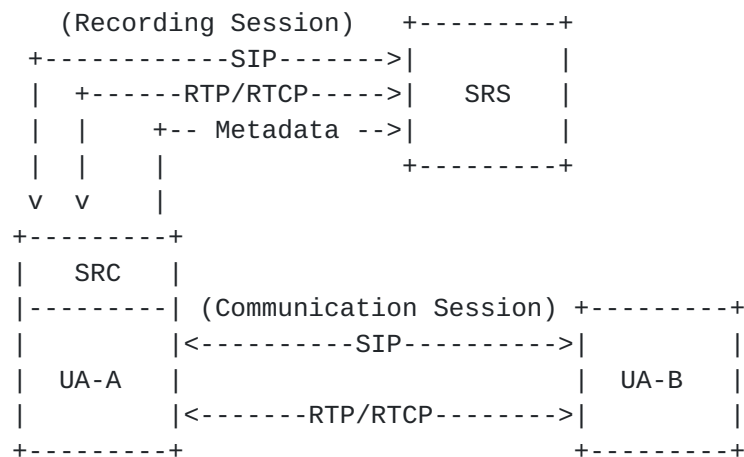 (Recording Session)   +---------+
  +------------SIP------->|         |
  |  +------RTP/RTCP----->|   SRS   |
  |  |    +-- Metadata -->|         |
  |  |    |               +---------+
  v  v    |
 +---------+
 |   SRC   |
 |---------| (Communication Session) +---------+
 |         |<----------SIP---------->|         |
 |  UA-A   |                         |  UA-B   |
 |         |<-------RTP/RTCP-------->|         |
 +---------+                         +---------+